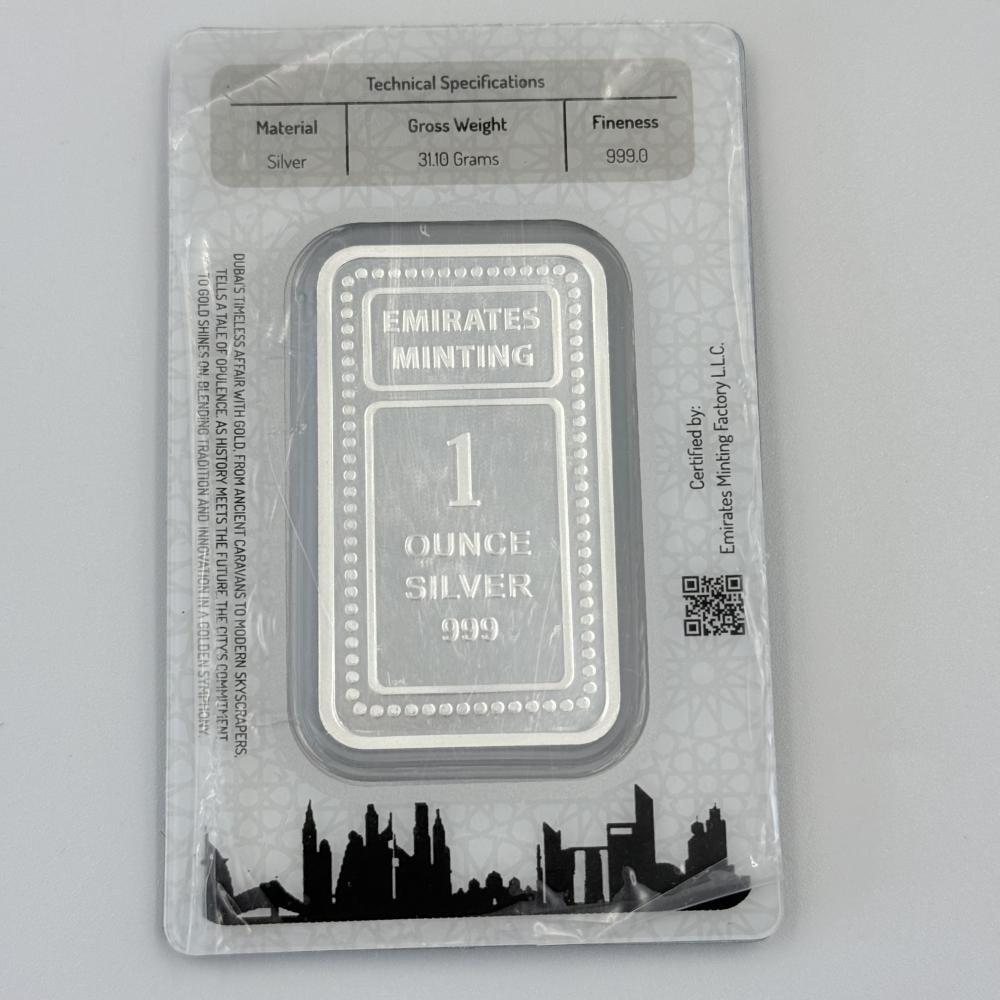 Technical Specifications
Material
Gross Weight
Fineness
Silver
31.10 Grams
999.0
EMIRATES
MINTING
1
OUNCE
SILVER
999
DUBAI'S TIMELESS AFFAIR WITH GOLD, FROM ANCIENT CARAVANS TO MODERN SKYSCRAPERS,
TELLS A TALE OF OPULENCE. AS HISTORY MEETS THE FUTURE, THE CITY'S COMMITMENT
TO GOLD SHINES ON, BLENDING TRADITION AND INNOVATION IN A GOLDEN SYMPHONY.
Certified by:
Emirates Minting Factory L.L.C.